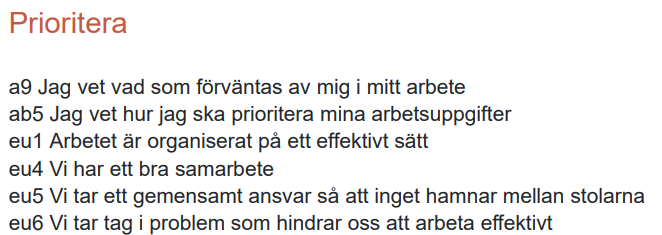 Prioritera
a9 Jag vet vad som förväntas av mig i mitt arbete
ab5 Jag vet hur jag ska prioritera mina arbetsuppgifter
eu1 Arbetet är organiserat på ett effektivt sätt
eu4 Vi har ett bra samarbete
eu5 Vi tar ett gemensamt ansvar så att inget hamnar mellan stolarna
eu6 Vi tar tag i problem som hindrar oss att arbeta effektivt